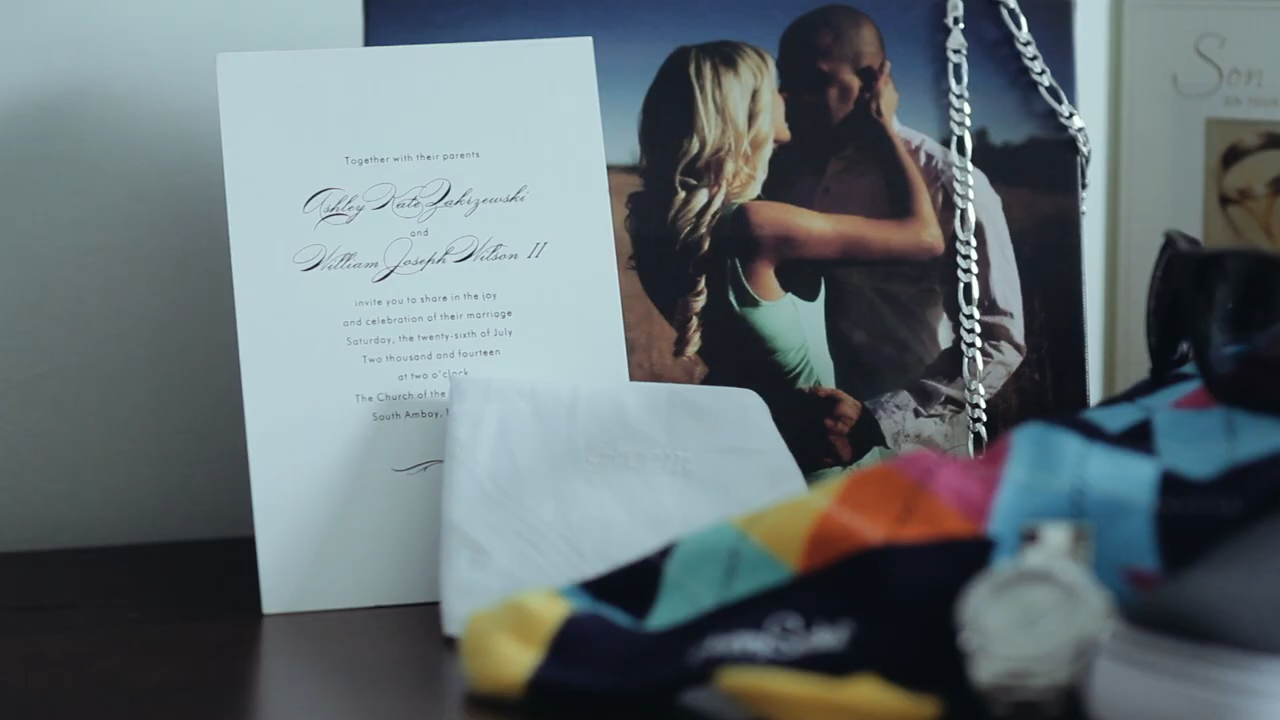 Together with their parents
Ashley Kate Zakrzewski
and
William Joseph Wilson II
invite you to share in the joy
and celebration of their marriage
Saturday, the twenty-sixth of July
Two thousand and fourteen
at two o'clock
The Church of the
South Amboy,
Son